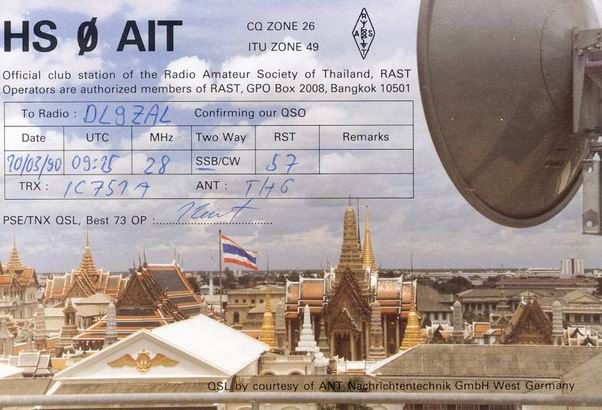 HS Ø AIT
CQ ZONE 26
ITU ZONE 49
A R S T
Official club station of the Radio Amateur Society of Thailand, RAST
Operators are authorized members of RAST, GPO Box 2008, Bangkok 10501
To Radio : DL9ZAL Confirming our QSO
Date UTC MHz Two Way RST Remarks
10/03/90 28 SSB/CW 57
TRX : IC751A ANT : TH6
PSE/TNX QSL, Best 73 OP :
QSL by courtesy of ANT Nachrichtentechnik GmbH West Germany